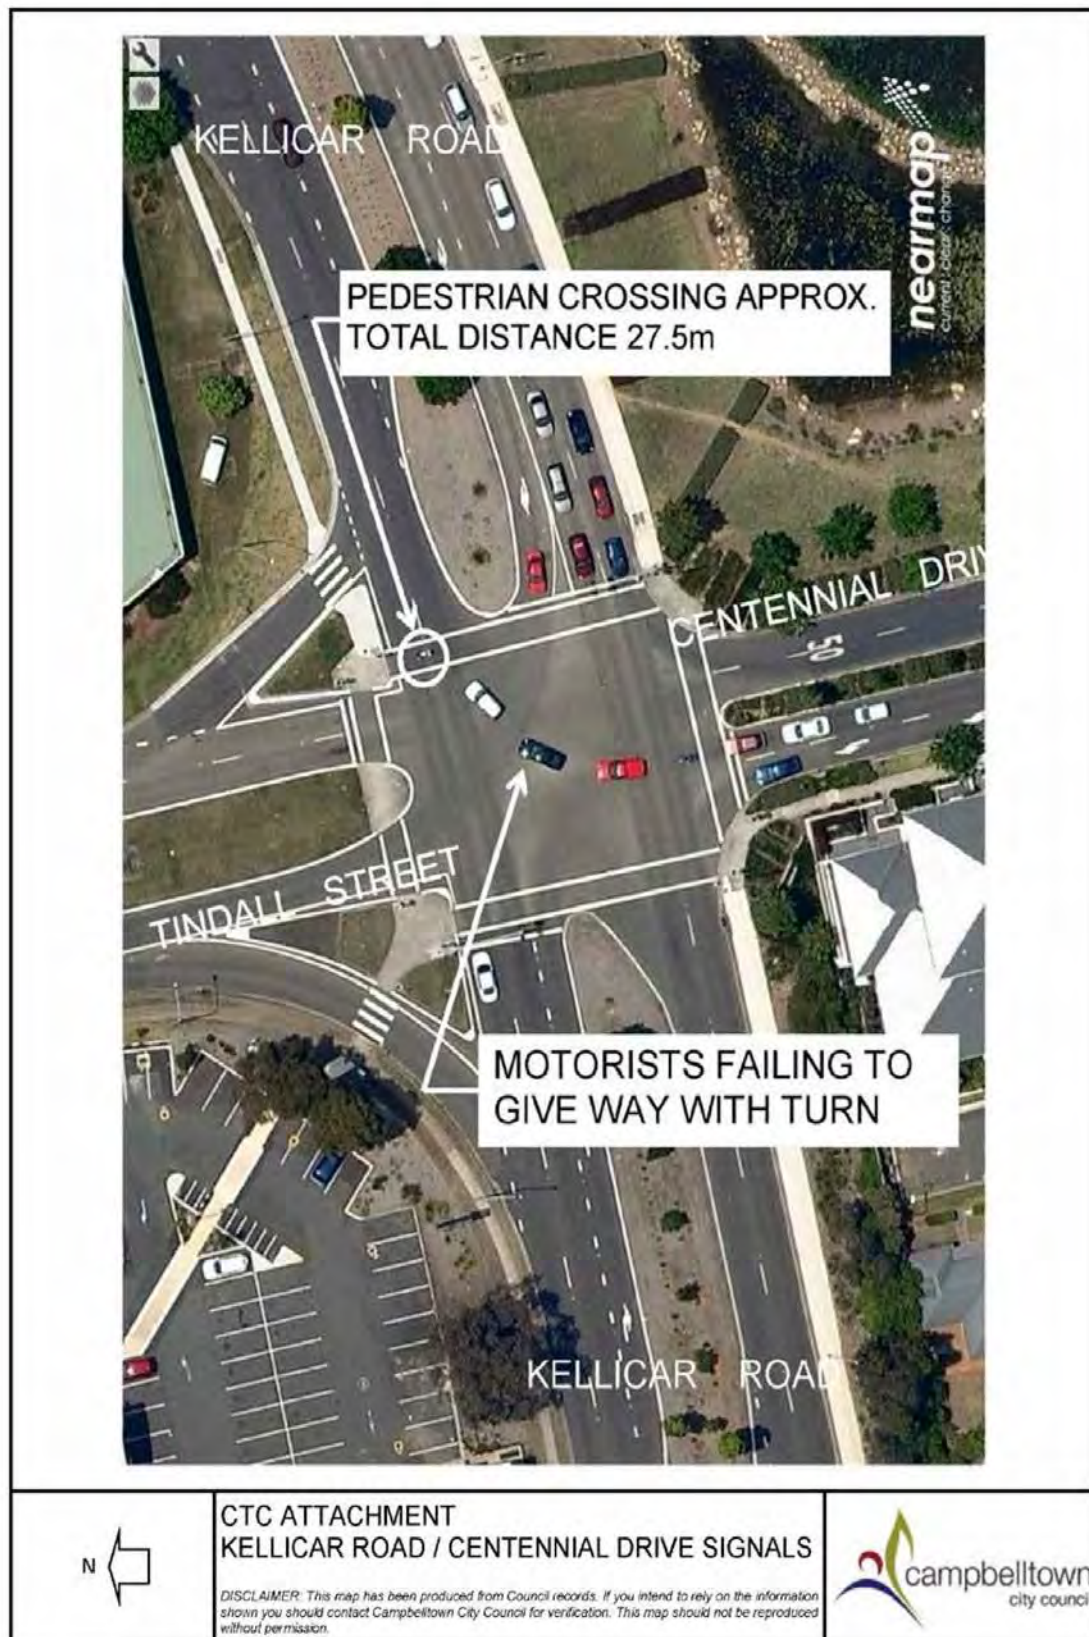 KELLICAR ROAD
nearmap
current clear change
PEDESTRIAN CROSSING APPROX.
TOTAL DISTANCE 27.5m
CENTENNIAL DRIV
50
TINDALL STREET
MOTORISTS FAILING TO
GIVE WAY WITH TURN
KELLICAR ROAD
N
CTC ATTACHMENT
KELLICAR ROAD / CENTENNIAL DRIVE SIGNALS
DISCLAIMER: This map has been produced from Council records. If you intend to rely on the information
shown you should contact Campbelltown City Council for verification. This map should not be reproduced
without permission.
campbelltown
city council